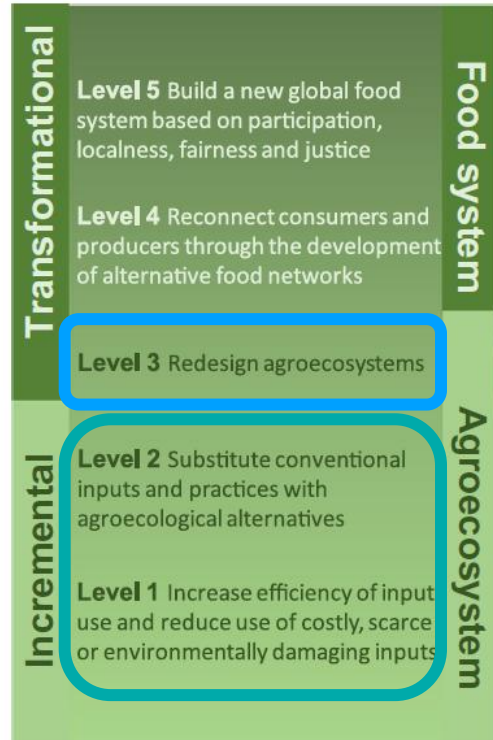 Transformational
Food system
Level 5 Build a new global food
system based on participation,
localness, fairness and justice
Level 4 Reconnect consumers and
producers through the development
of alternative food networks
Level 3 Redesign agroecosystems
Incremental
Agroecosystem
Level 2 Substitute conventional
inputs and practices with
agroecological alternatives
Level 1 Increase efficiency of input
use and reduce use of costly, scarce
or environmentally damaging inputs